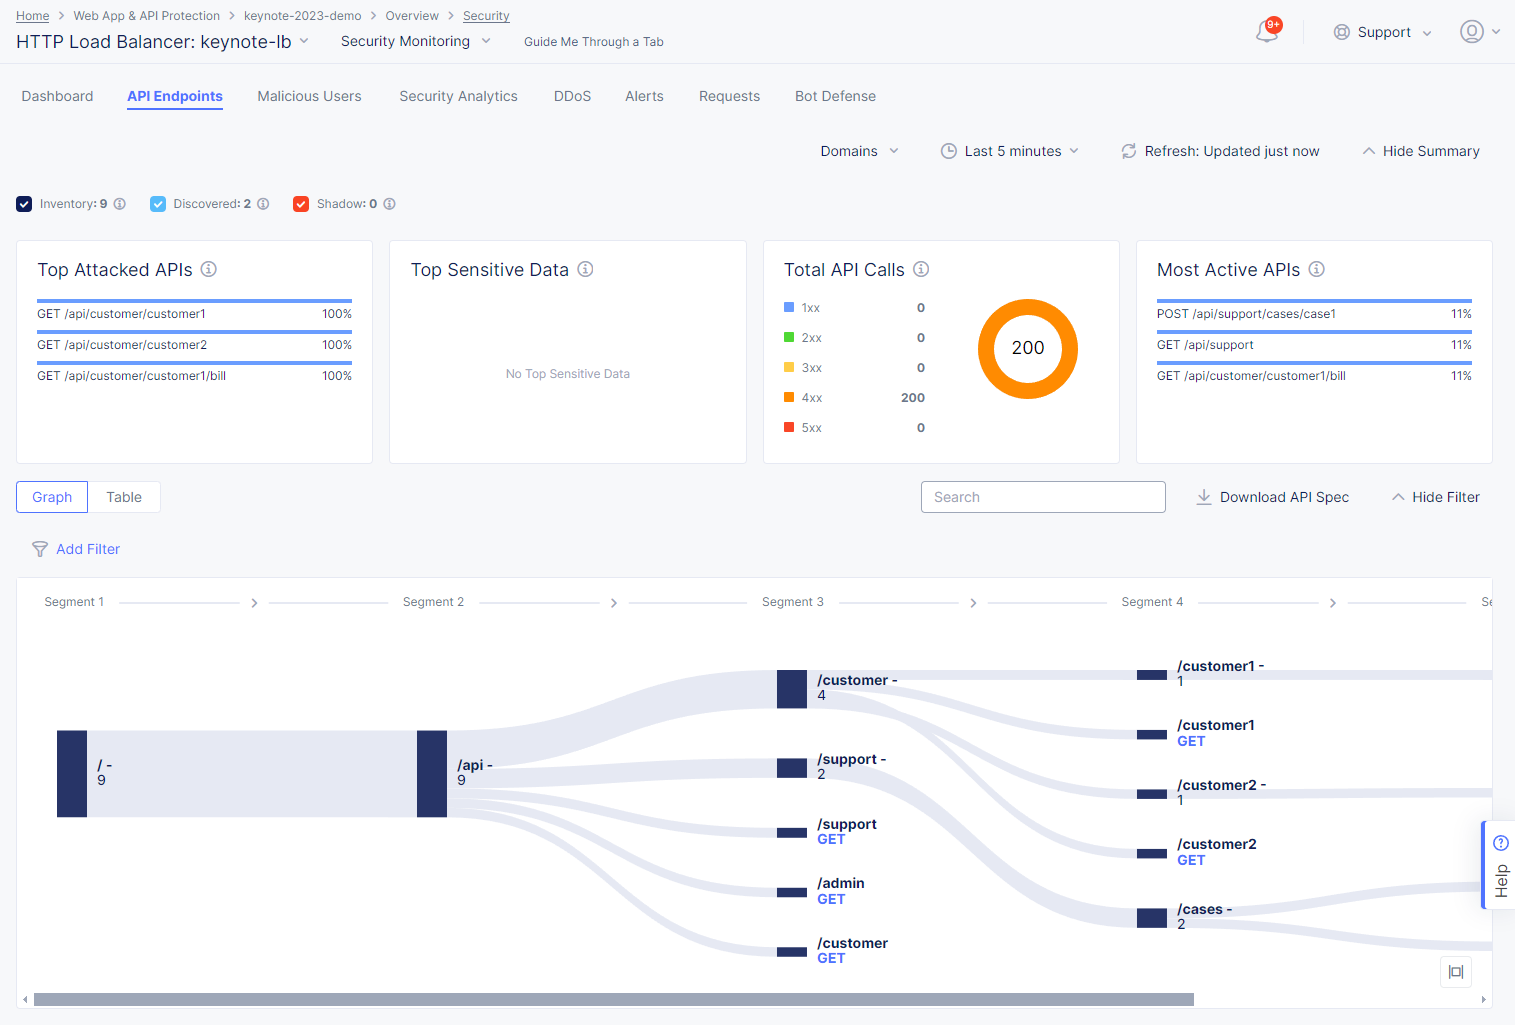 Home > Web App & API Protection > keynote-2023-demo > Overview > Security
HTTP Load Balancer: keynote-lb
Security Monitoring
Guide Me Through a Tab
9+
Support
Dashboard
API Endpoints
Malicious Users
Security Analytics
DDoS
Alerts
Requests
Bot Defense
Domains
Last 5 minutes
Refresh: Updated just now
Hide Summary
Inventory: 9
Discovered: 2
Shadow: 0
Top Attacked APIs
GET /api/customer/customer1 100%
GET /api/customer/customer2 100%
GET /api/customer/customer1/bill 100%
Top Sensitive Data
No Top Sensitive Data
Total API Calls
1xx 0
2xx 0
3xx 0
4xx 200
5xx 0
200
Most Active APIs
POST /api/support/cases/case1 11%
GET /api/support 11%
GET /api/customer/customer1/bill 11%
Graph
Table
Search
Download API Spec
Hide Filter
Add Filter
Segment 1
Segment 2
Segment 3
Segment 4
/ -
9
/api -
9
/customer -
4
/support -
2
/support
GET
/admin
GET
/customer
GET
/customer1 -
1
/customer1
GET
/customer2 -
1
/customer2
GET
/cases -
2
Help